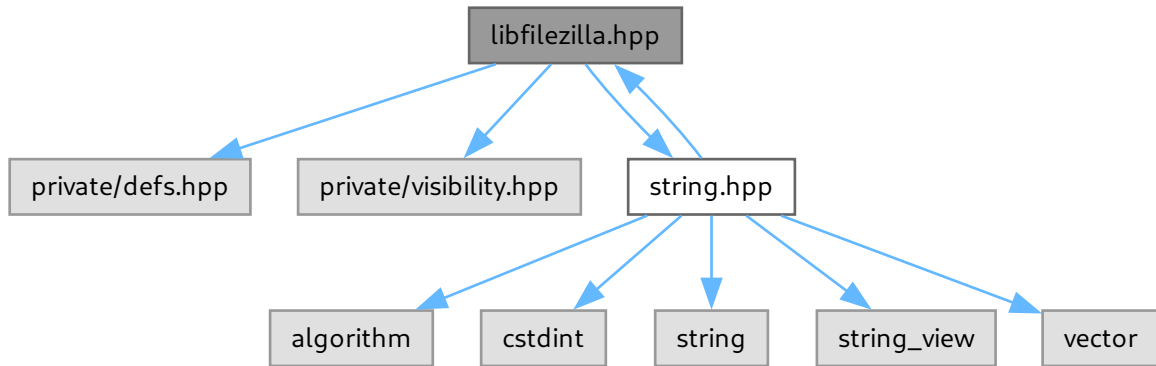 libfilezilla.hpp
private/defs.hpp
private/visibility.hpp
string.hpp
algorithm
cstdint
string
string_view
vector